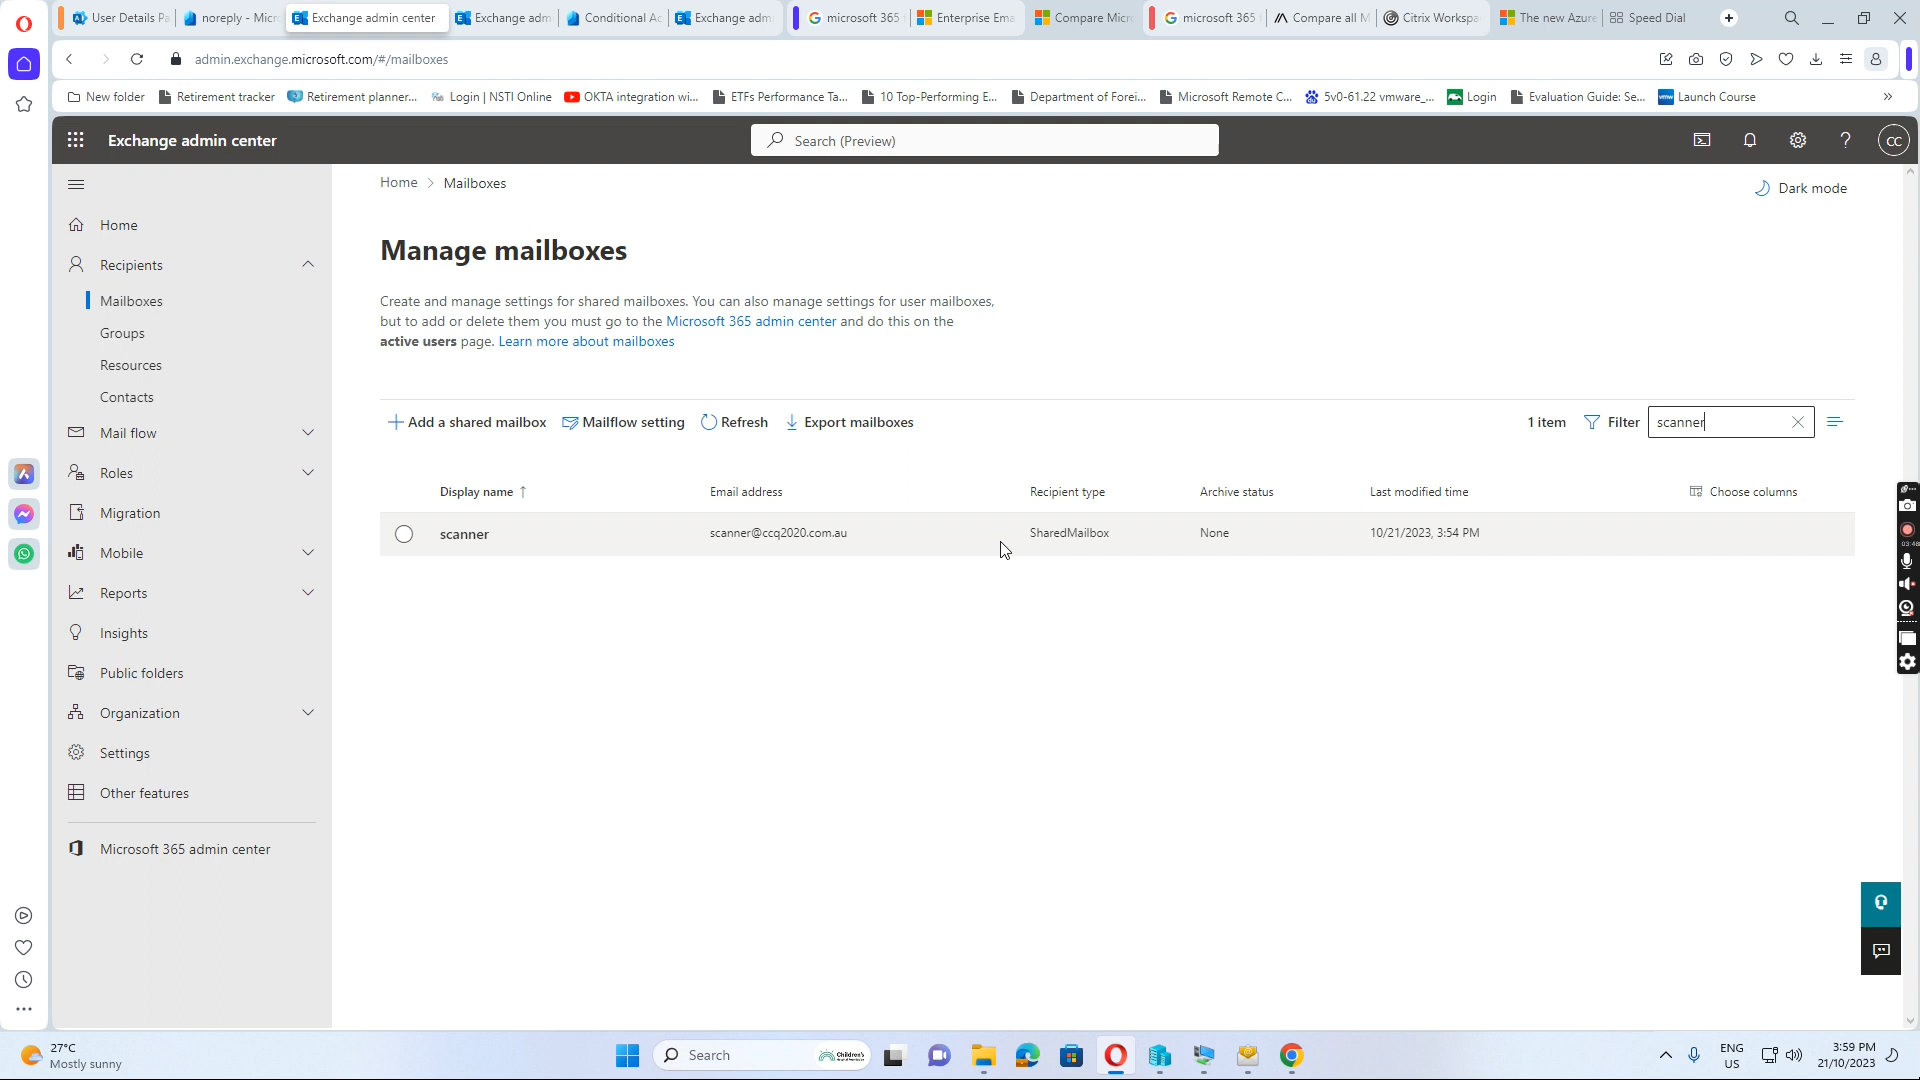 User Details Pa
noreply - Micr
Exchange admin center
Exchange adm
Conditional Ac
Exchange adm
microsoft 365
Enterprise Ema
Compare Micr
microsoft 365
Compare all M
Citrix Workspa
The new Azure
Speed Dial
admin.exchange.microsoft.com/#/mailboxes
New folder
Retirement tracker
Retirement planner...
Login | NSTI Online
OKTA integration wi...
ETFs Performance Ta...
10 Top-Performing E...
Department of Forei...
Microsoft Remote C...
5v0-61.22 vmware_...
Login
Evaluation Guide: Se...
vmw
Launch Course
»
Exchange admin center
Search (Preview)
?
CC
Home > Mailboxes
Dark mode
Home
Recipients
Mailboxes
Groups
Resources
Contacts
Mail flow
Roles
Migration
Mobile
Reports
Insights
Public folders
Organization
Settings
Other features
Microsoft 365 admin center
Manage mailboxes
Create and manage settings for shared mailboxes. You can also manage settings for user mailboxes,
but to add or delete them you must go to the Microsoft 365 admin center and do this on the
active users page. Learn more about mailboxes
Add a shared mailbox
Mailflow setting
Refresh
Export mailboxes
1 item
Filter
scanner
Display name ↑
Email address
Recipient type
Archive status
Last modified time
Choose columns
scanner
scanner@ccq2020.com.au
SharedMailbox
None
10/21/2023, 3:54 PM
03:48
27°C
Mostly sunny
Search
Children's
ENG
US
3:59 PM
21/10/2023